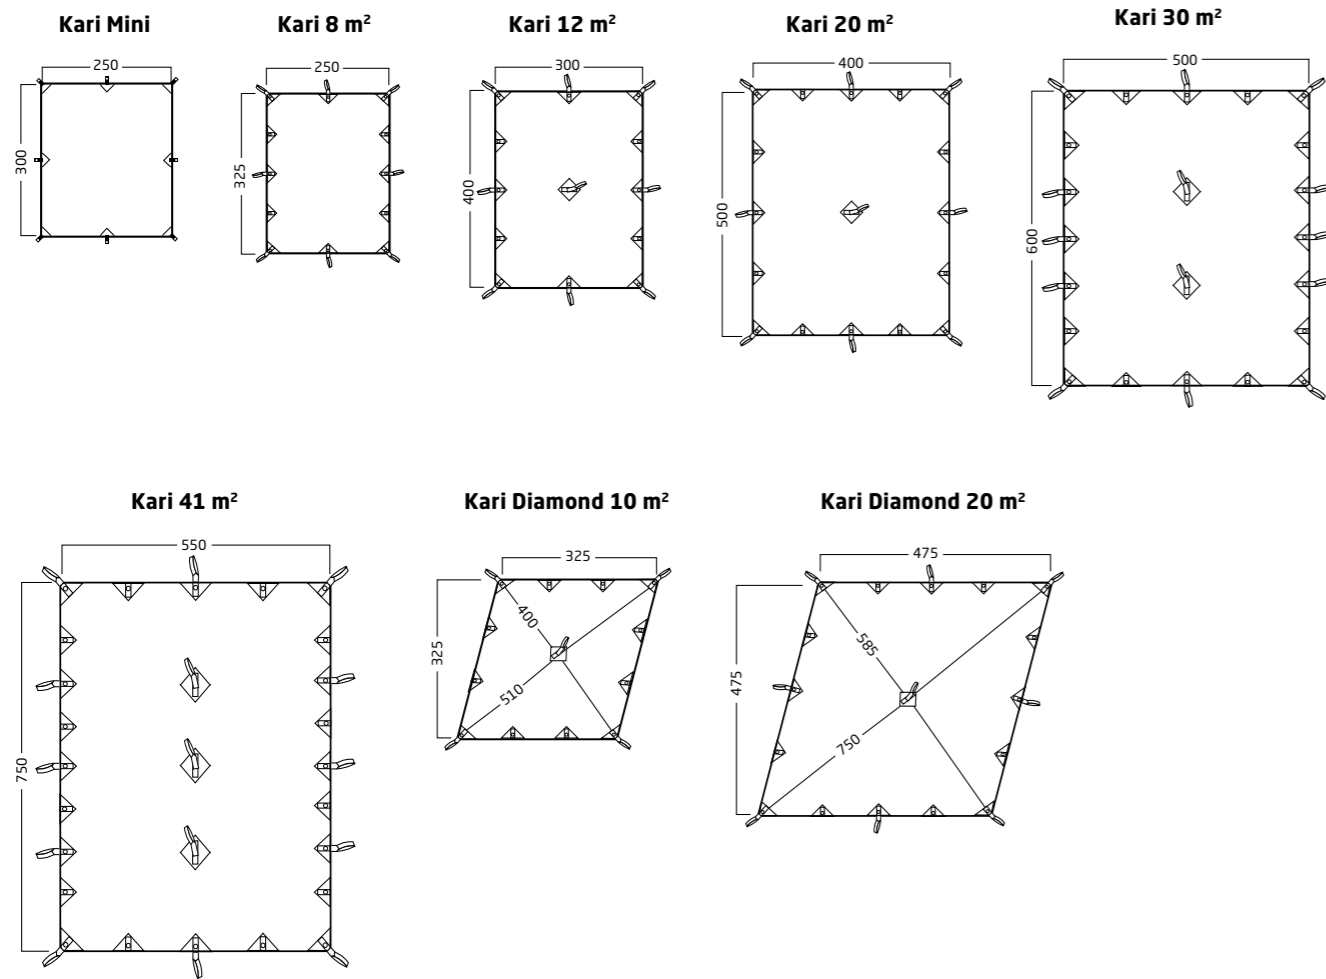 Kari Mini
250
300
Kari 8 m²
250
325
Kari 12 m²
300
400
Kari 20 m²
400
500
Kari 30 m²
500
600
Kari 41 m²
550
750
Kari Diamond 10 m²
325
325
400
510
Kari Diamond 20 m²
475
475
585
750